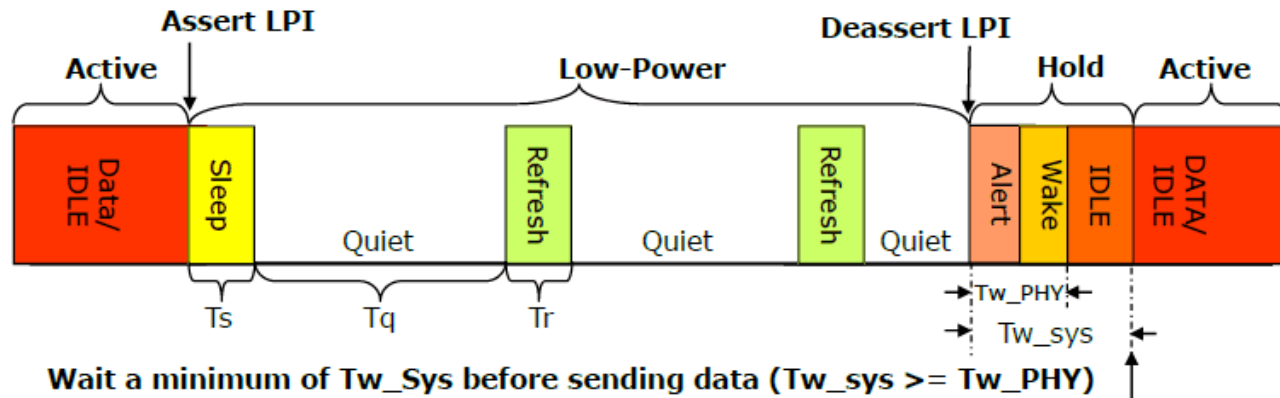 Assert LPI
Deassert LPI
Active
Low-Power
Hold
Active
Data/
IDLE
Sleep
Quiet
Refresh
Quiet
Refresh
Quiet
Alert
Wake
IDLE
DATA/
IDLE
Ts
Tq
Tr
Tw_PHY
Tw_sys
Wait a minimum of Tw_Sys before sending data (Tw_sys >= Tw_PHY)